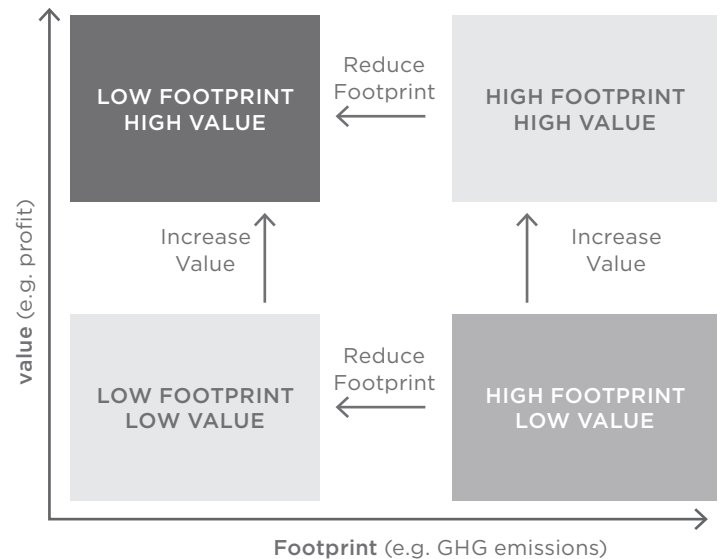 LOW FOOTPRINT
HIGH VALUE
Reduce
Footprint
HIGH FOOTPRINT
HIGH VALUE
Increase
Value
Increase
Value
LOW FOOTPRINT
LOW VALUE
Reduce
Footprint
HIGH FOOTPRINT
LOW VALUE
value (e.g. profit)
Footprint (e.g. GHG emissions)